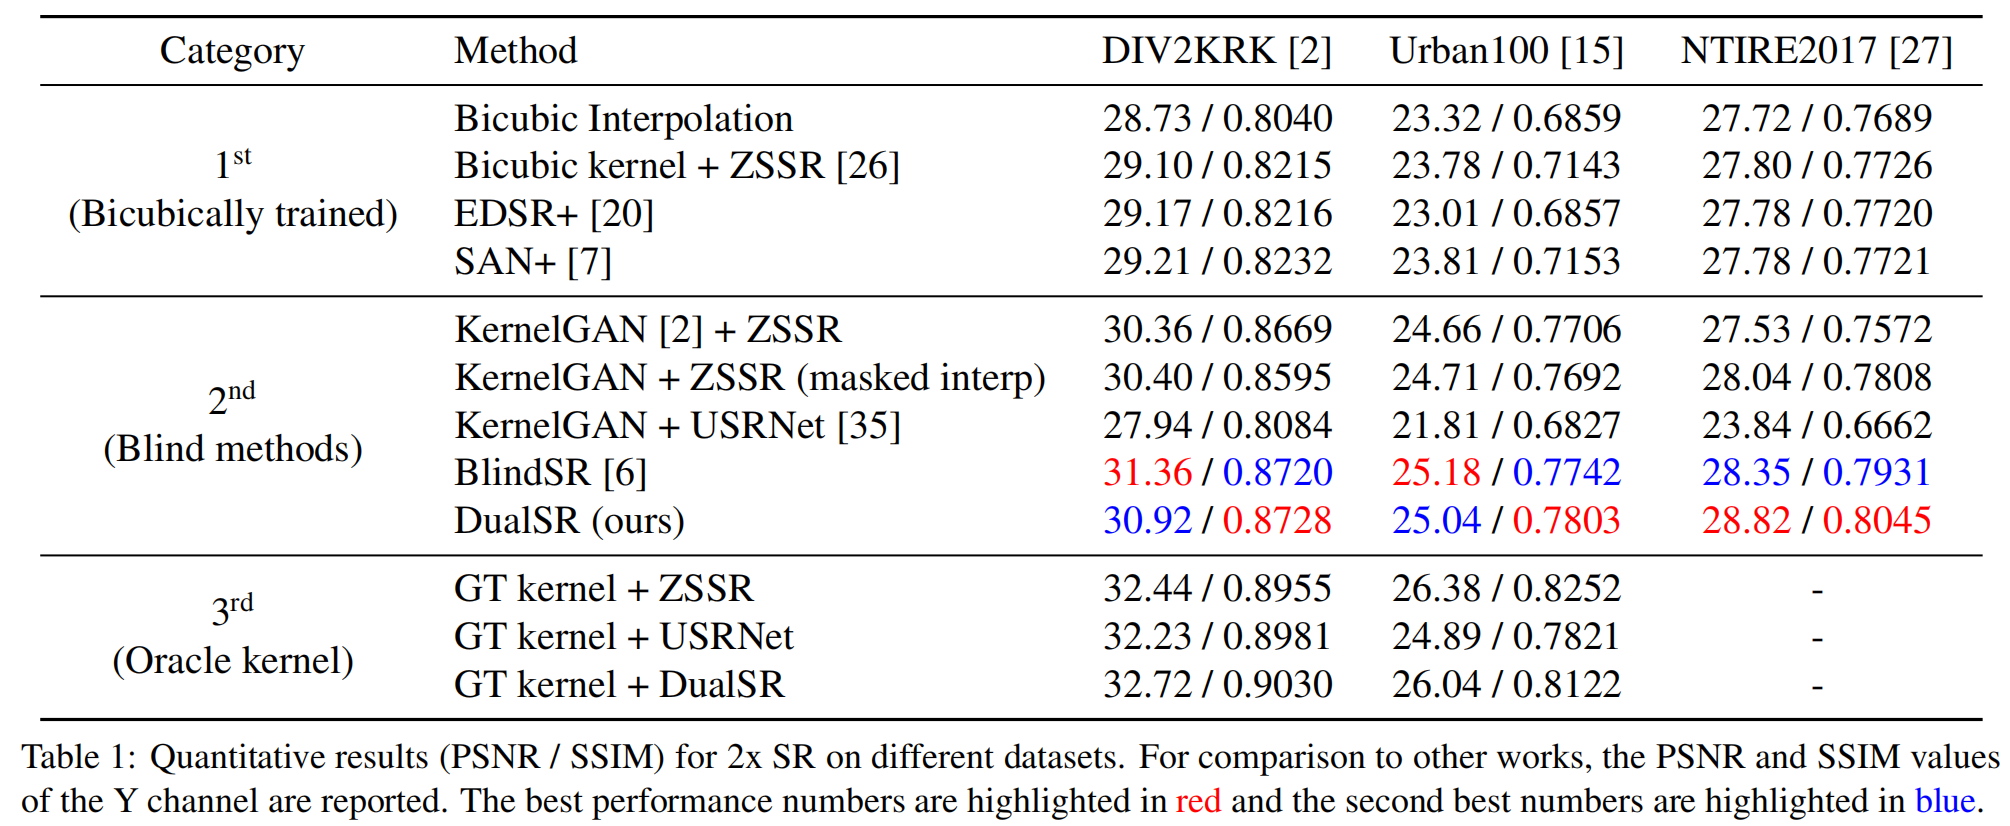 Category Method DIV2KRK [2] Urban100 [15] NTIRE2017 [27]
1st
(Bicubically trained)
Bicubic Interpolation 28.73 / 0.8040 23.32 / 0.6859 27.72 / 0.7689
Bicubic kernel + ZSSR [26] 29.10 / 0.8215 23.78 / 0.7143 27.80 / 0.7726
EDSR+ [20] 29.17 / 0.8216 23.01 / 0.6857 27.78 / 0.7720
SAN+ [7] 29.21 / 0.8232 23.81 / 0.7153 27.78 / 0.7721
2nd
(Blind methods)
KernelGAN [2] + ZSSR 30.36 / 0.8669 24.66 / 0.7706 27.53 / 0.7572
KernelGAN + ZSSR (masked interp) 30.40 / 0.8595 24.71 / 0.7692 28.04 / 0.7808
KernelGAN + USRNet [35] 27.94 / 0.8084 21.81 / 0.6827 23.84 / 0.6662
BlindSR [6] 31.36 / 0.8720 25.18 / 0.7742 28.35 / 0.7931
DualSR (ours) 30.92 / 0.8728 25.04 / 0.7803 28.82 / 0.8045
3rd
(Oracle kernel)
GT kernel + ZSSR 32.44 / 0.8955 26.38 / 0.8252 -
GT kernel + USRNet 32.23 / 0.8981 24.89 / 0.7821 -
GT kernel + DualSR 32.72 / 0.9030 26.04 / 0.8122 -
Table 1: Quantitative results (PSNR / SSIM) for 2x SR on different datasets. For comparison to other works, the PSNR and SSIM values
of the Y channel are reported. The best performance numbers are highlighted in red and the second best numbers are highlighted in blue.